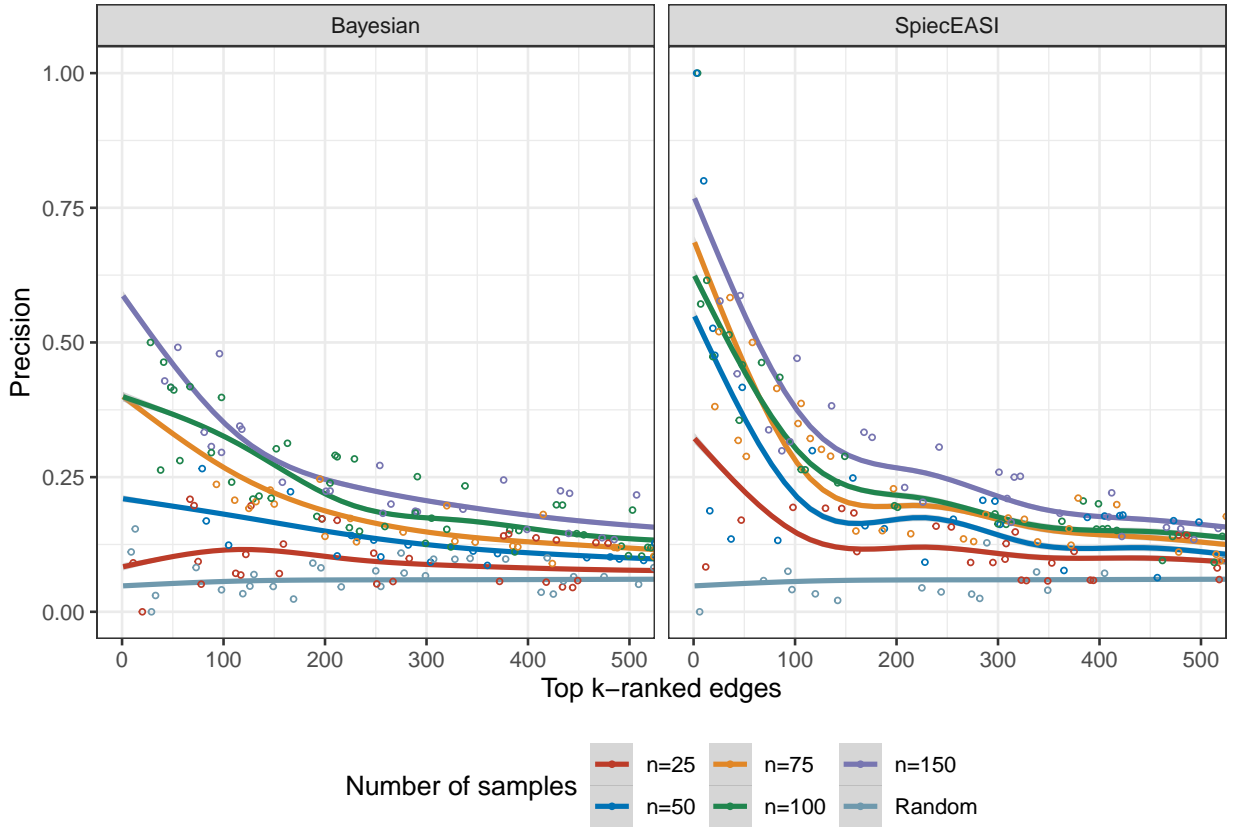 Bayesian SpiecEASI
1.00
0.75
0.50
0.25
0.00
Precision
0 100 200 300 400 500 0 100 200 300 400 500
Top k−ranked edges
Number of samples
n=25 n=75 n=150
n=50 n=100 Random